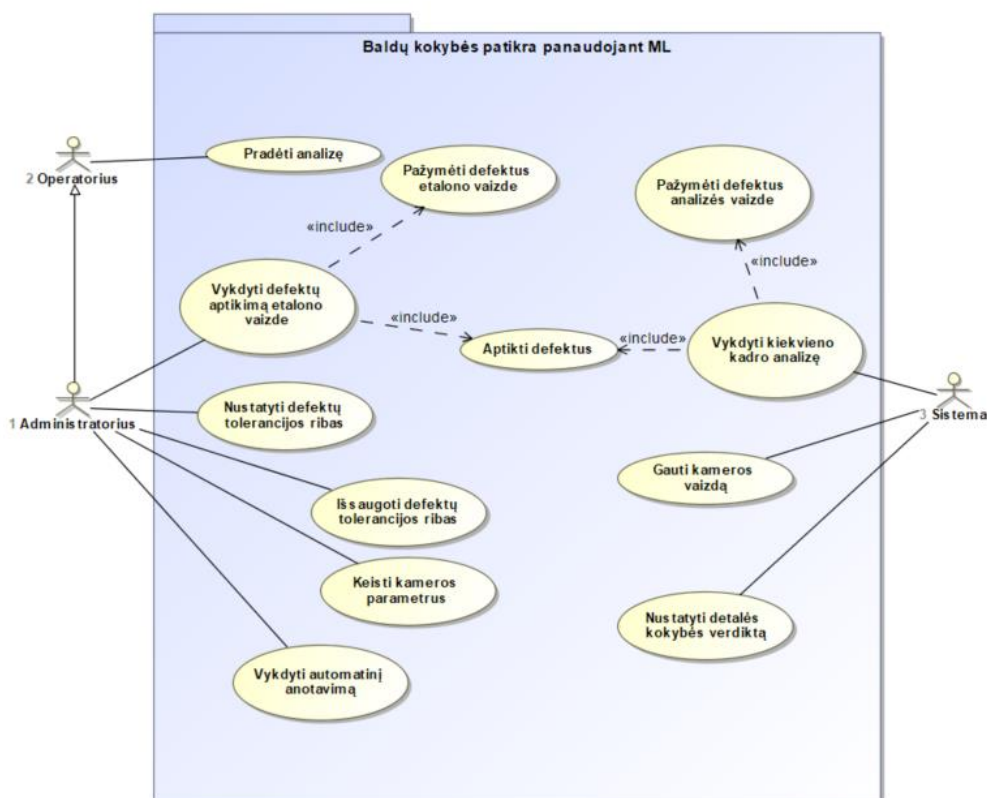 Baldų kokybės patikra panaudojant ML
Pradėti analizę
2 Operatorius
Pažymėti defektus
etalono vaizde
Pažymėti defektus
analizės vaizde
«include»
«include»
Vykdyti defektų
aptikimą etalono
vaizde
«include»
Aptikti defektus
«include»
Vykdyti kiekvieno
kadro analizę
1 Administratorius
Nustatyti defektų
tolerancijos ribas
3 Sistema
Gauti kameros
vaizdą
Išsaugoti defektų
tolerancijos ribas
Keisti kameros
parametrus
Nustatyti detalės
kokybės verdiktą
Vykdyti automatinį
anotavimą